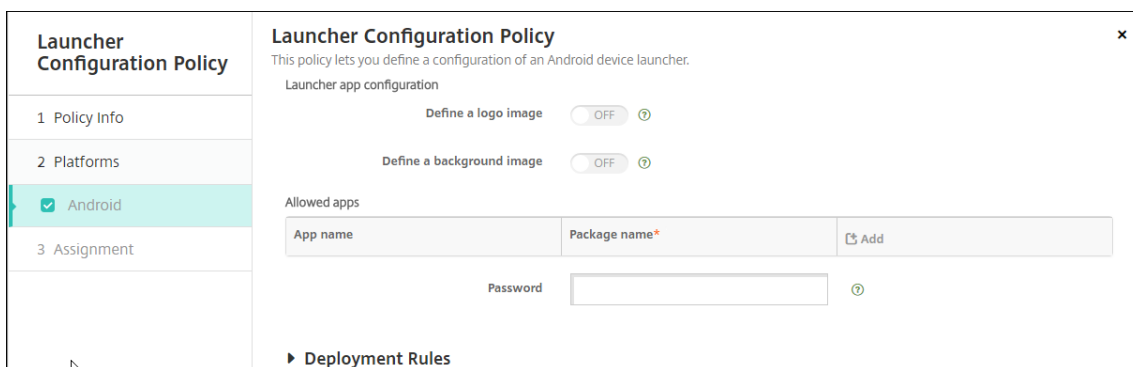 Launcher
Configuration Policy
1 Policy Info
2 Platforms
Android
3 Assignment
Launcher Configuration Policy
This policy lets you define a configuration of an Android device launcher.
Launcher app configuration
Define a logo image OFF
Define a background image OFF
Allowed apps
App name Package name* Add
Password
Deployment Rules